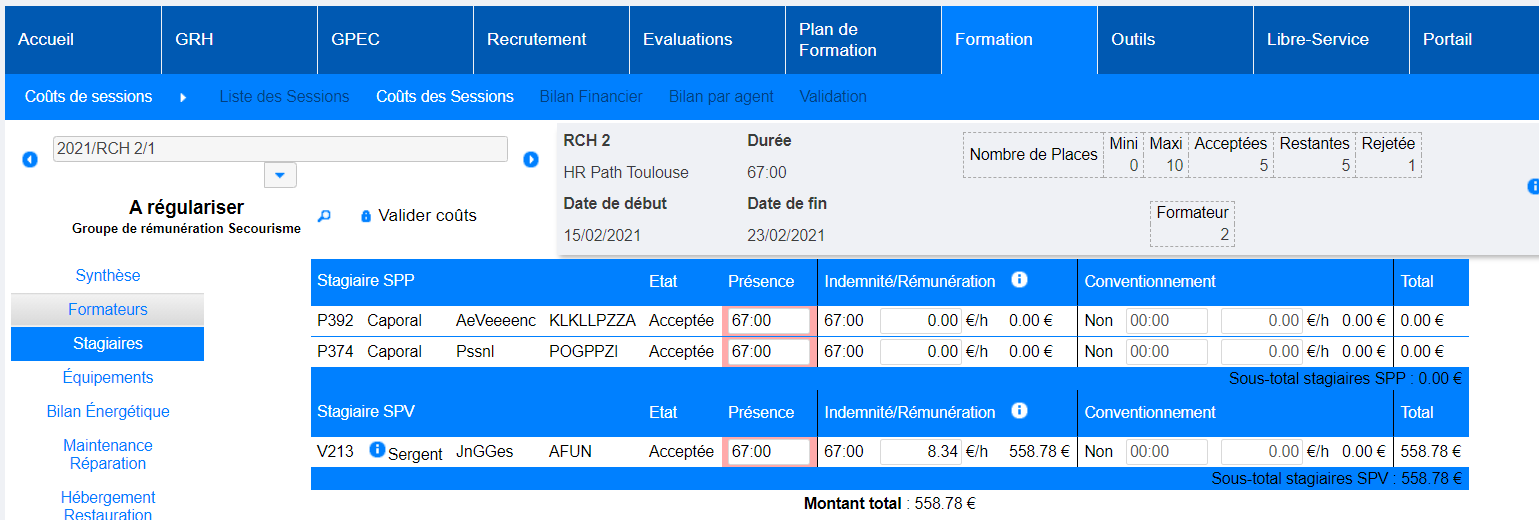 Accueil GRH GPEC Recrutement Evaluations Plan de Formation Formation Outils Libre-Service Portail
Coûts de sessions Liste des Sessions Coûts des Sessions Bilan Financier Bilan par agent Validation
2021/RCH 2/1
A régulariser
Groupe de rémunération Secourisme
Valider coûts
RCH 2 Durée
HR Path Toulouse 67:00
Date de début Date de fin
15/02/2021 23/02/2021
Nombre de Places Mini Maxi Acceptées Restantes Rejetée
0 10 5 5 1
Formateur
2
Synthèse
Formateurs
Stagiaires
Équipements
Bilan Énergétique
Maintenance
Réparation
Hébergement
Restauration
Stagiaire SPP Etat Présence Indemnité/Rémunération Conventionnement Total
P392 Caporal AeVeeeenc KLKLLPZZA Acceptée 67:00 67:00 0.00 €/h 0.00 € Non 00:00 0.00 €/h 0.00 € 0.00 €
P374 Caporal Pssnl POGPPZI Acceptée 67:00 67:00 0.00 €/h 0.00 € Non 00:00 0.00 €/h 0.00 € 0.00 €
Sous-total stagiaires SPP : 0.00 €
Stagiaire SPV Etat Présence Indemnité/Rémunération Conventionnement Total
V213 Sergent JnGGes AFUN Acceptée 67:00 67:00 8.34 €/h 558.78 € Non 00:00 0.00 €/h 0.00 € 558.78 €
Sous-total stagiaires SPV : 558.78 €
Montant total : 558.78 €